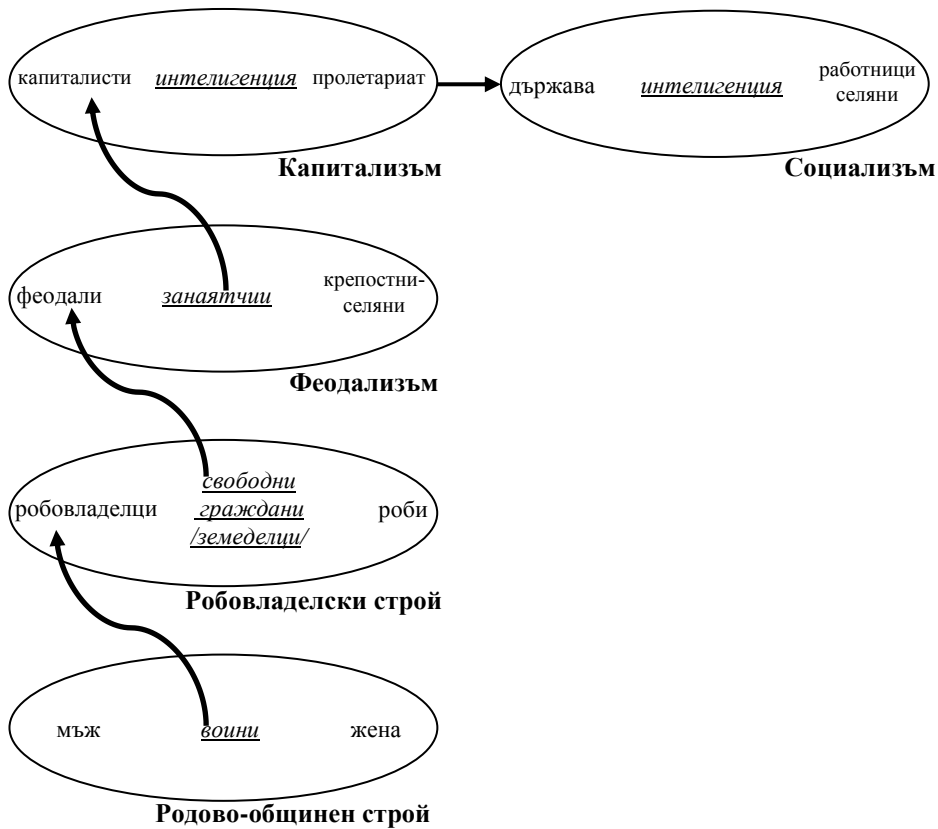 капиталисти интелигенция пролетариат
Капитализъм
държава интелигенция работници
селяни
Социализъм
феодали занаятчии крепостни-
селяни
Феодализъм
робовладелци свободни
граждани
/земеделци/
роби
Робовладелски строй
мъж воини жена
Родово-общинен строй